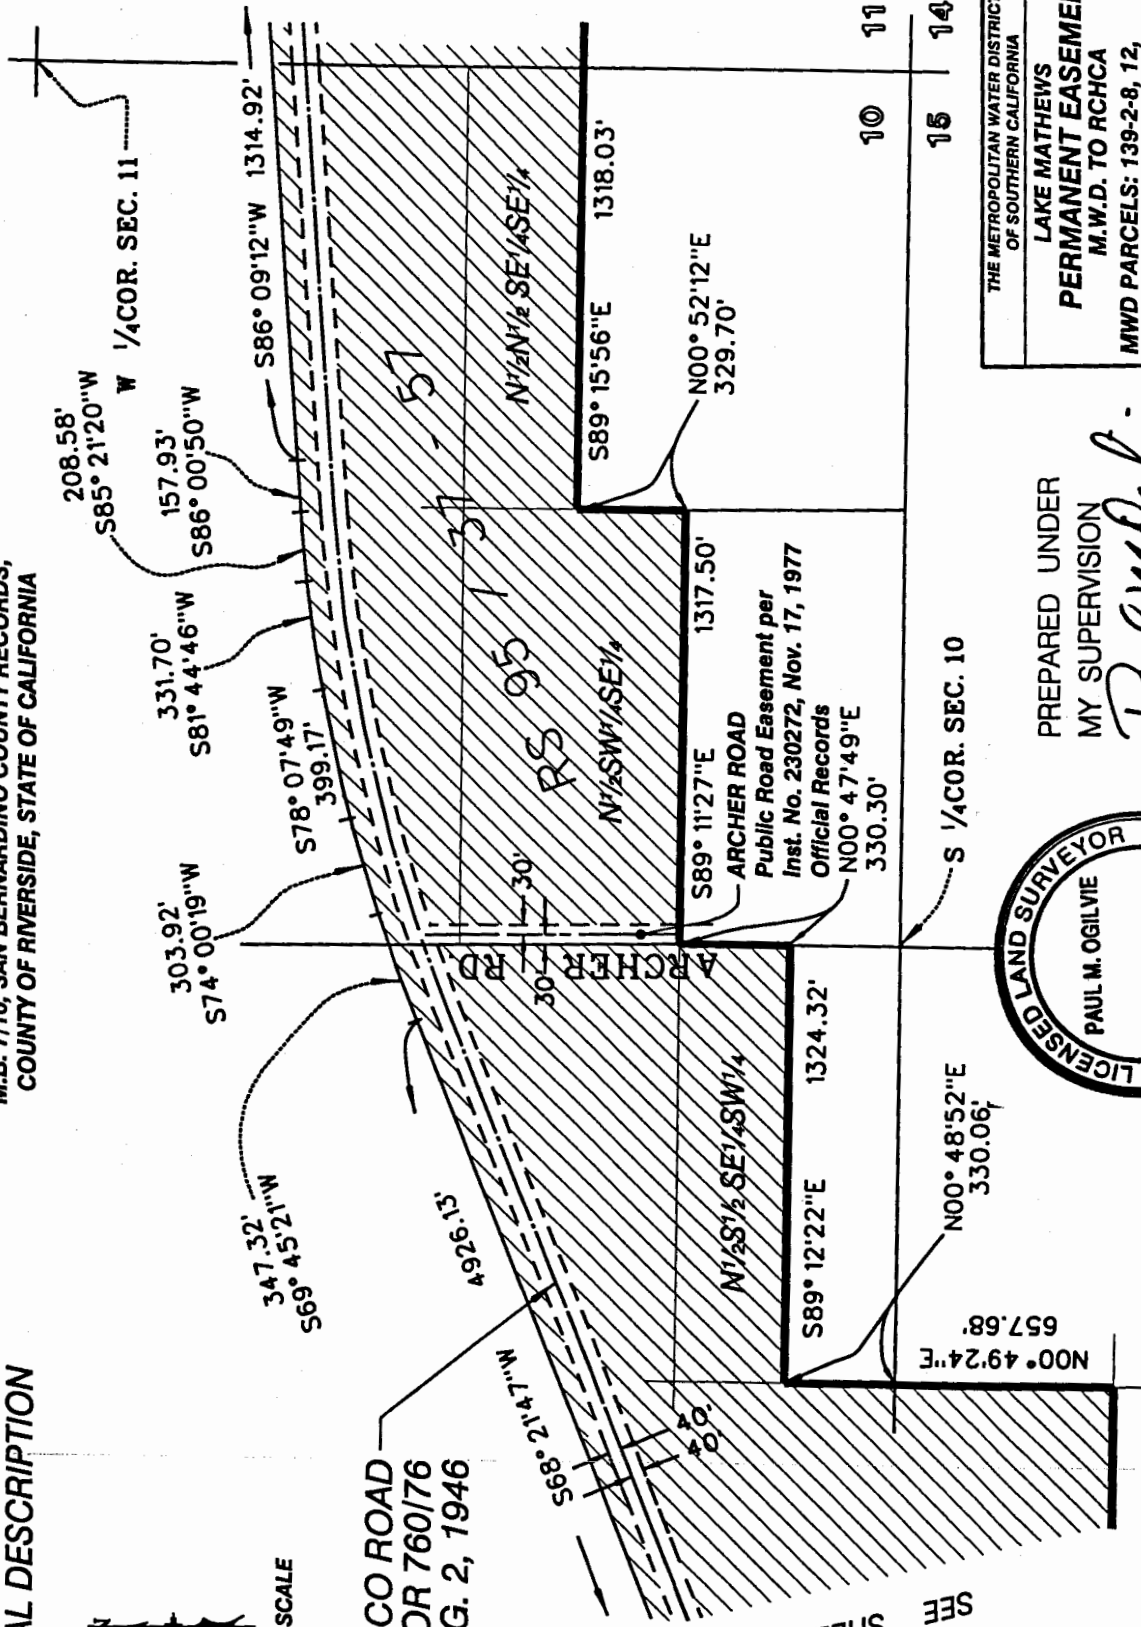 AL DESCRIPTION
COUNTY OF RIVERSIDE, STATE OF CALIFORNIA
SCALE
CO ROAD
OR 760/76
G. 2, 1946
347.32'
S69° 45'21"W
303.92'
S74° 00'19"W
S78° 07'49"W
399.17'
331.70'
S81° 44'46"W
208.58'
S85° 21'20"W
157.93'
S86° 00'50"W
W 1/4 COR. SEC. 11
S86° 09'12"W 1314.92'
4926.13'
S68° 21'47"W
40'
40'
RS 95 / 37 - 57
N1/2N1/2 SE1/4SE1/4
N1/2SW1/4SE1/4
N1/2S1/2 SE1/4SW1/4
ARCHER RD.
30'
30'
S89° 15'56"E
1318.03'
N00° 52'12"E
329.70'
S89° 11'27"E
1317.50'
ARCHER ROAD
Public Road Easement per
Inst. No. 230272, Nov. 17, 1977
Official Records
N00° 47'49"E
330.30'
S89° 12'22"E
1324.32'
N00° 48'52"E
330.06'
N00° 49'24"E
657.68'
S 1/4 COR. SEC. 10
10
11
15
14
SEE
PREPARED UNDER
MY SUPERVISION
LICENSED LAND SURVEYOR
PAUL M. OGILVIE
THE METROPOLITAN WATER DISTRICT
OF SOUTHERN CALIFORNIA
LAKE MATHEWS
PERMANENT EASEME
M.W.D. TO RCHCA
MWD PARCELS: 139-2-8, 12,